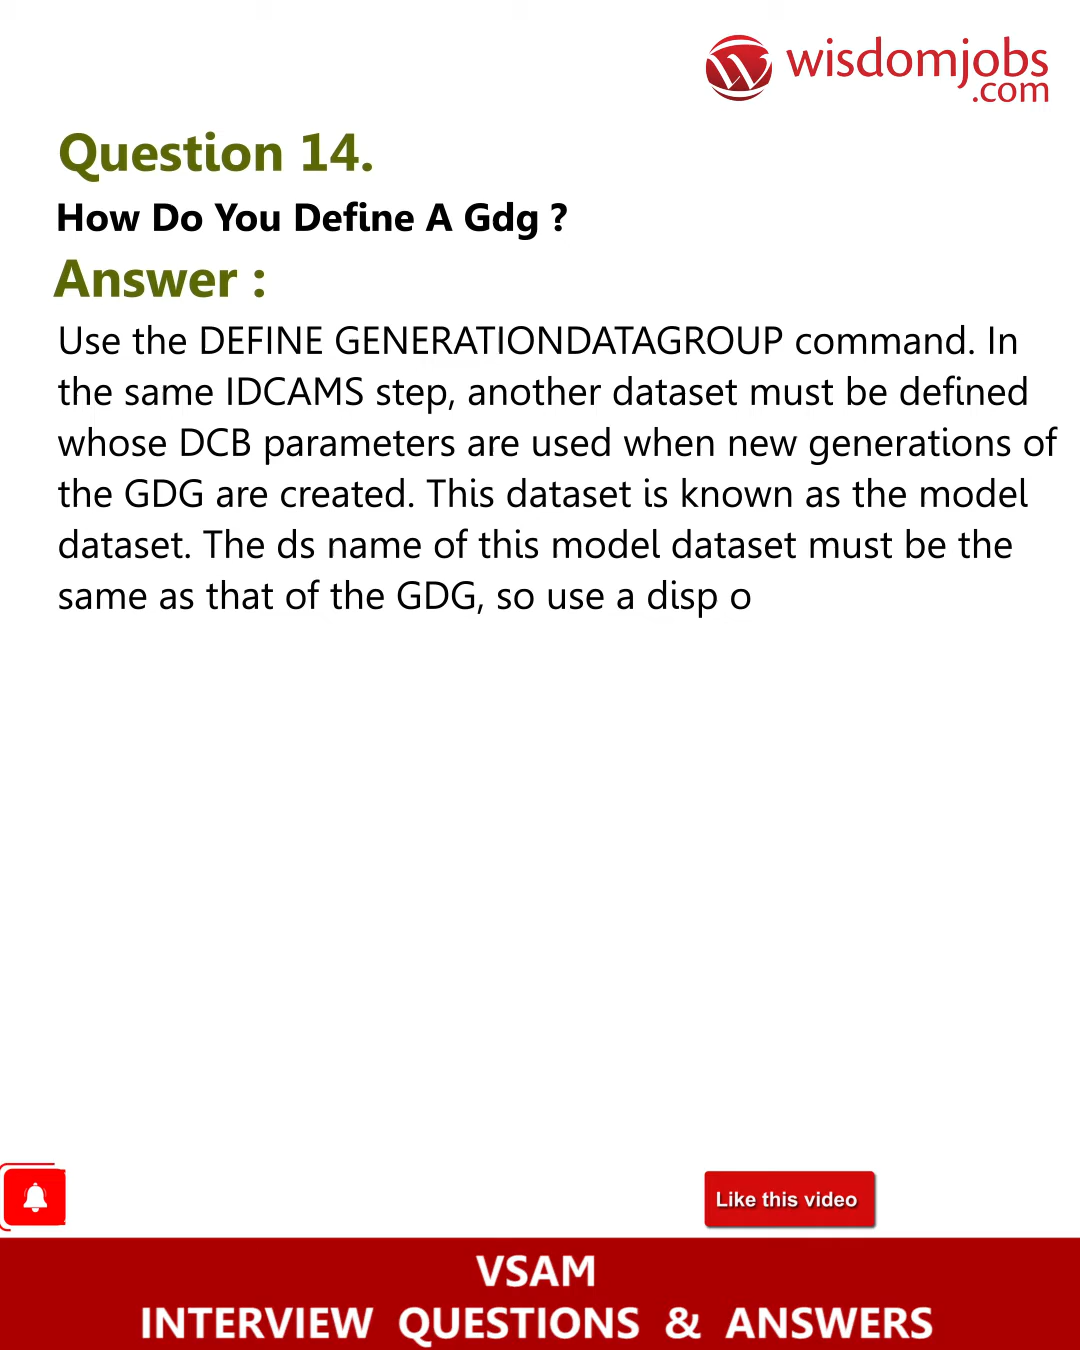 wisdomjobs
.com
Question 14.
How Do You Define A Gdg ?
Answer :
Use the DEFINE GENERATIONDATAGROUP command. In
the same IDCAMS step, another dataset must be defined
whose DCB parameters are used when new generations of
the GDG are created. This dataset is known as the model
dataset. The ds name of this model dataset must be the
same as that of the GDG, so use a disp o
Like this video
VSAM
INTERVIEW QUESTIONS & ANSWERS